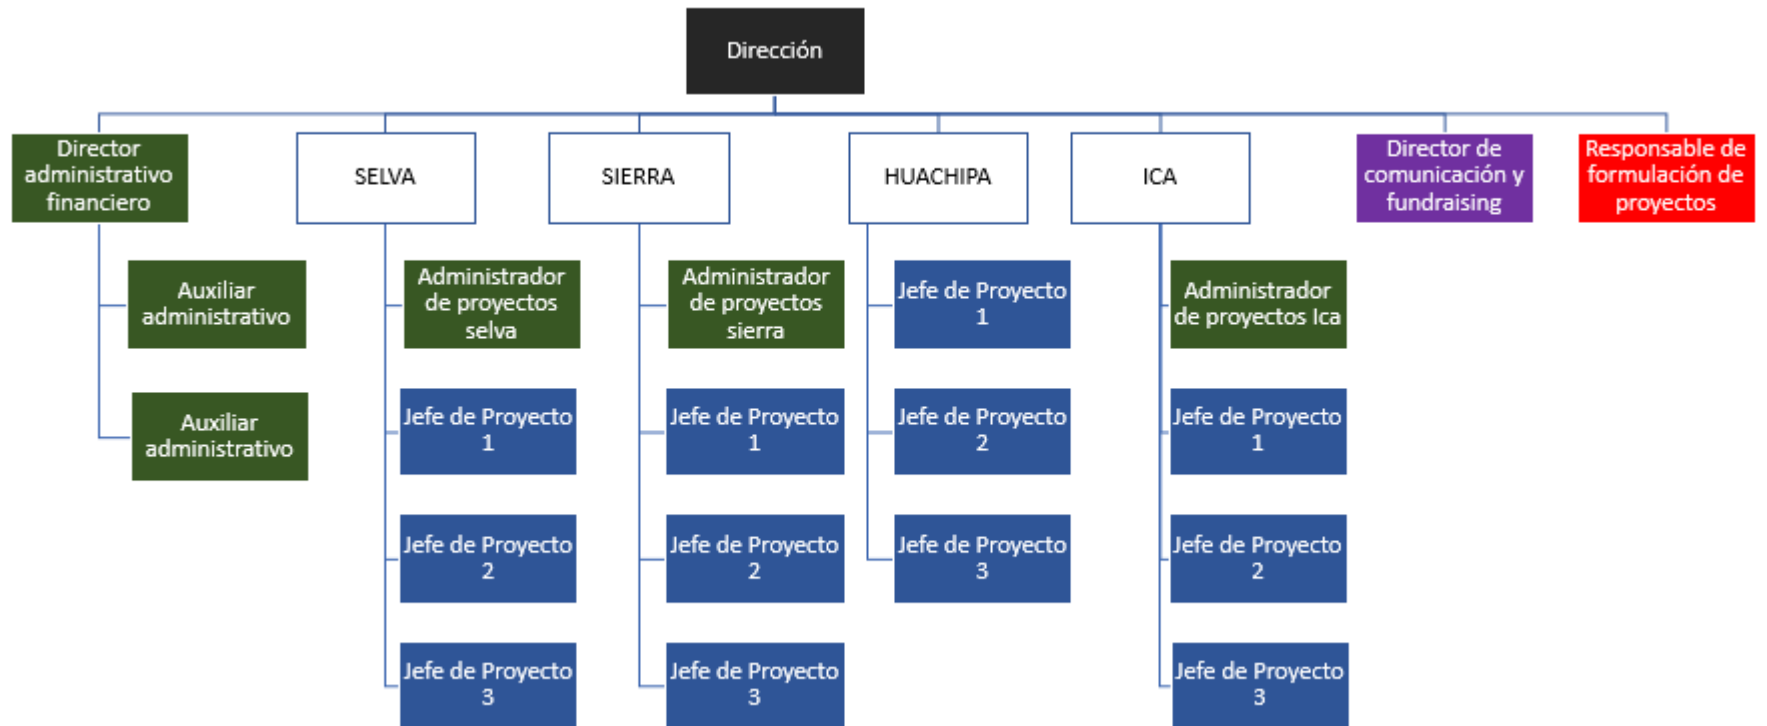 Dirección
Director
administrativo
financiero
SELVA
SIERRA
HUACHIPA
ICA
Director de
comunicación y
fundraising
Responsable de
formulación de
proyectos
Auxiliar
administrativo
Administrador
de proyectos
selva
Administrador
de proyectos
sierra
Jefe de Proyecto
1
Administrador
de proyectos Ica
Auxiliar
administrativo
Jefe de Proyecto
1
Jefe de Proyecto
1
Jefe de Proyecto
2
Jefe de Proyecto
1
Jefe de Proyecto
2
Jefe de Proyecto
2
Jefe de Proyecto
3
Jefe de Proyecto
2
Jefe de Proyecto
3
Jefe de Proyecto
3
Jefe de Proyecto
3